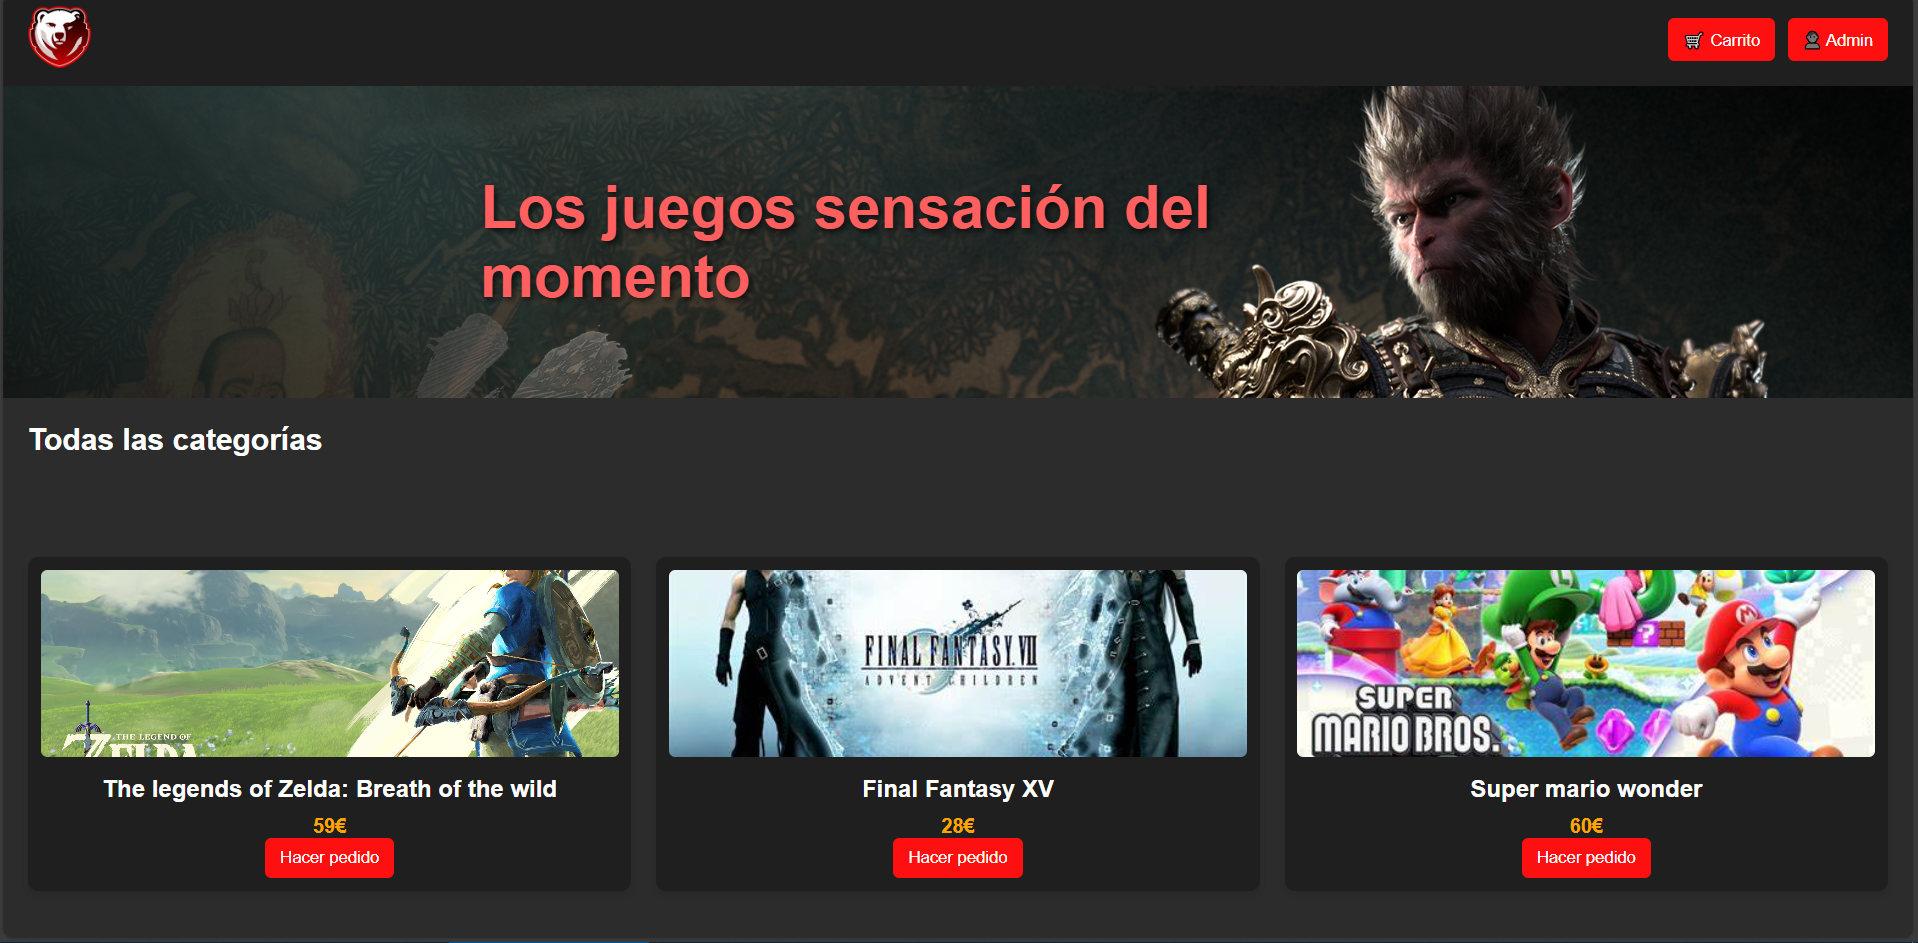 Carrito
Admin
Los juegos sensación del
momento
Todas las categorías
THE LEGEND OF
ZELDA
FINAL FANTASY VII
ADVENT CHILDREN
SUPER
MARIO BROS.
The legends of Zelda: Breath of the wild
Final Fantasy XV
Super mario wonder
59€
28€
60€
Hacer pedido
Hacer pedido
Hacer pedido